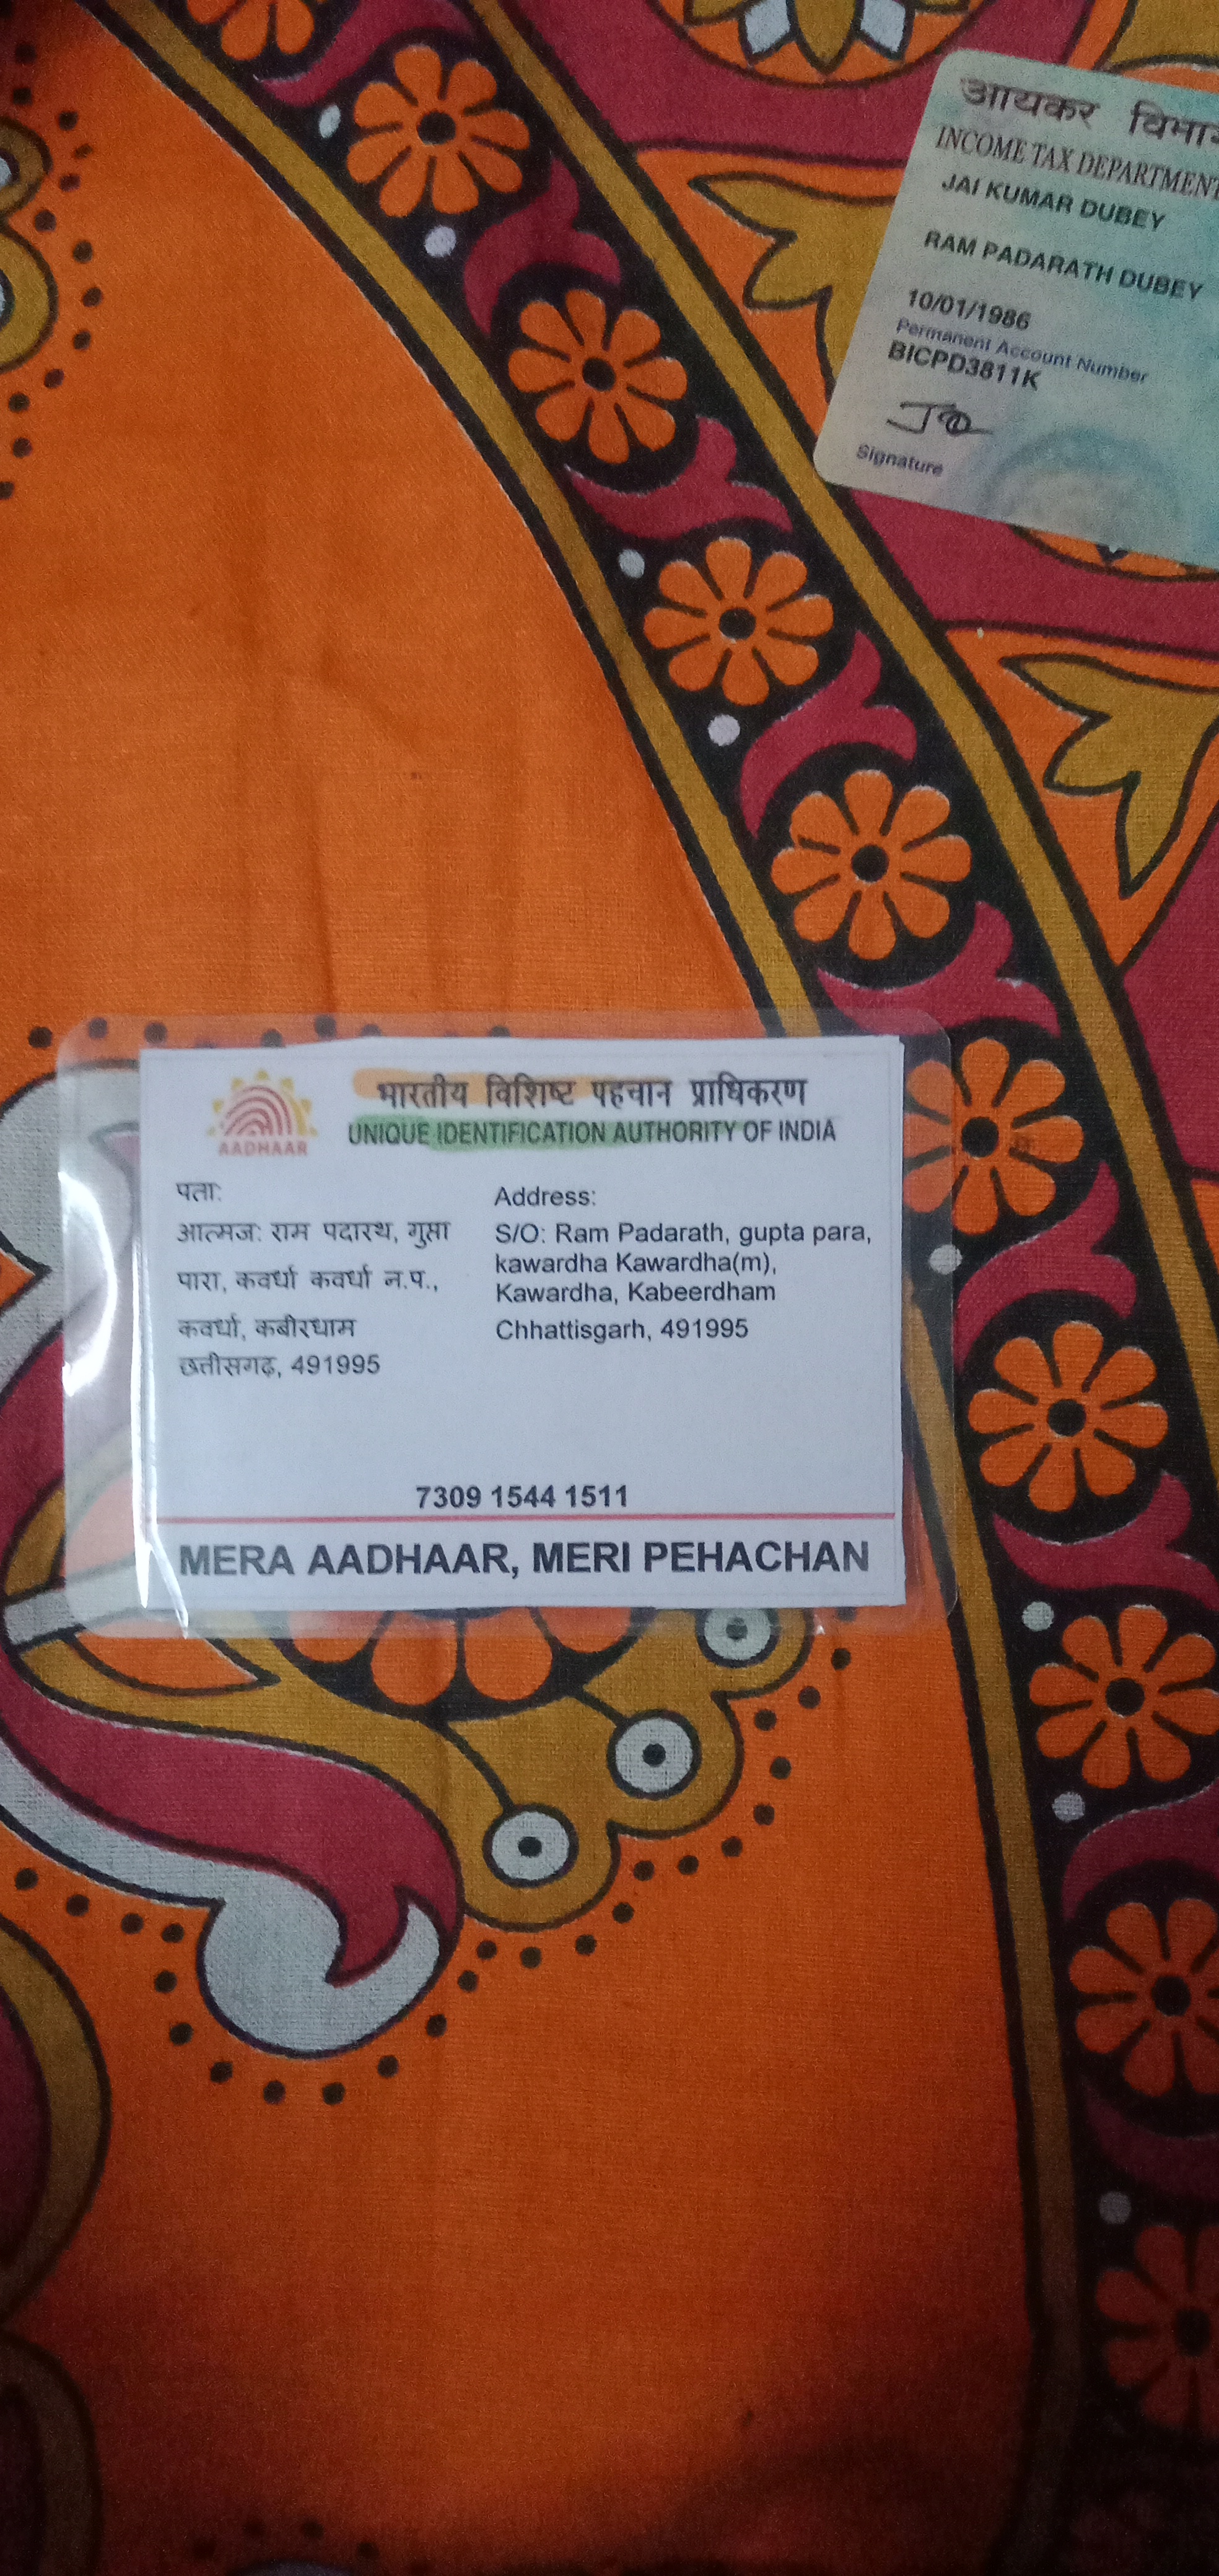 आयकर विभाग
INCOME TAX DEPARTMENT
JAI KUMAR DUBEY
RAM PADARATH DUBEY
10/01/1986
Permanent Account Number
BICPD3811K
Signature
भारतीय विशिष्ट पहचान प्राधिकरण
UNIQUE IDENTIFICATION AUTHORITY OF INDIA
AADHAAR
पता:
आत्मज: राम पदारथ, गुप्ता
पारा, कवर्धा कवर्धा न.प.,
कवर्धा, कबीरधाम
छत्तीसगढ़, 491995
Address:
S/O: Ram Padarath, gupta para,
kawardha Kawardha(m),
Kawardha, Kabeerdham
Chhattisgarh, 491995
7309 1544 1511
MERA AADHAAR, MERI PEHACHAN